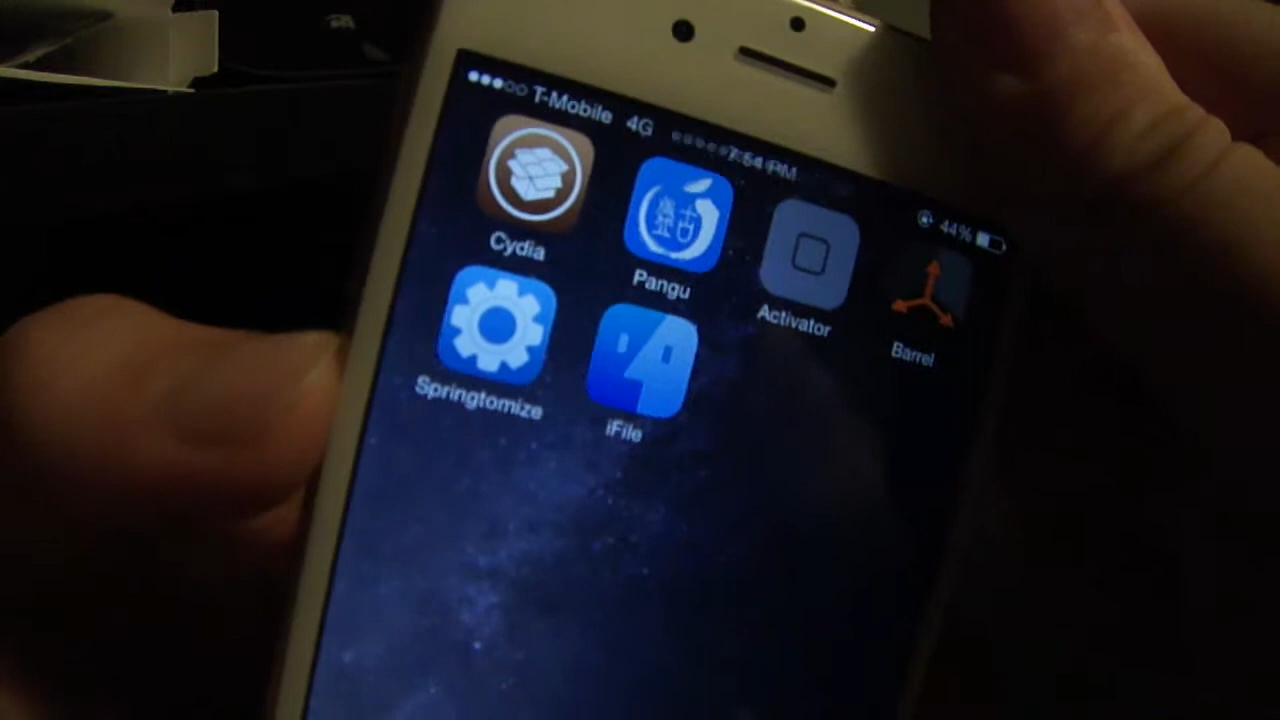 T-Mobile 4G 7:54 PM 44%
Cydia
Pangu
Activator
Barrel
Springtomize
iFile